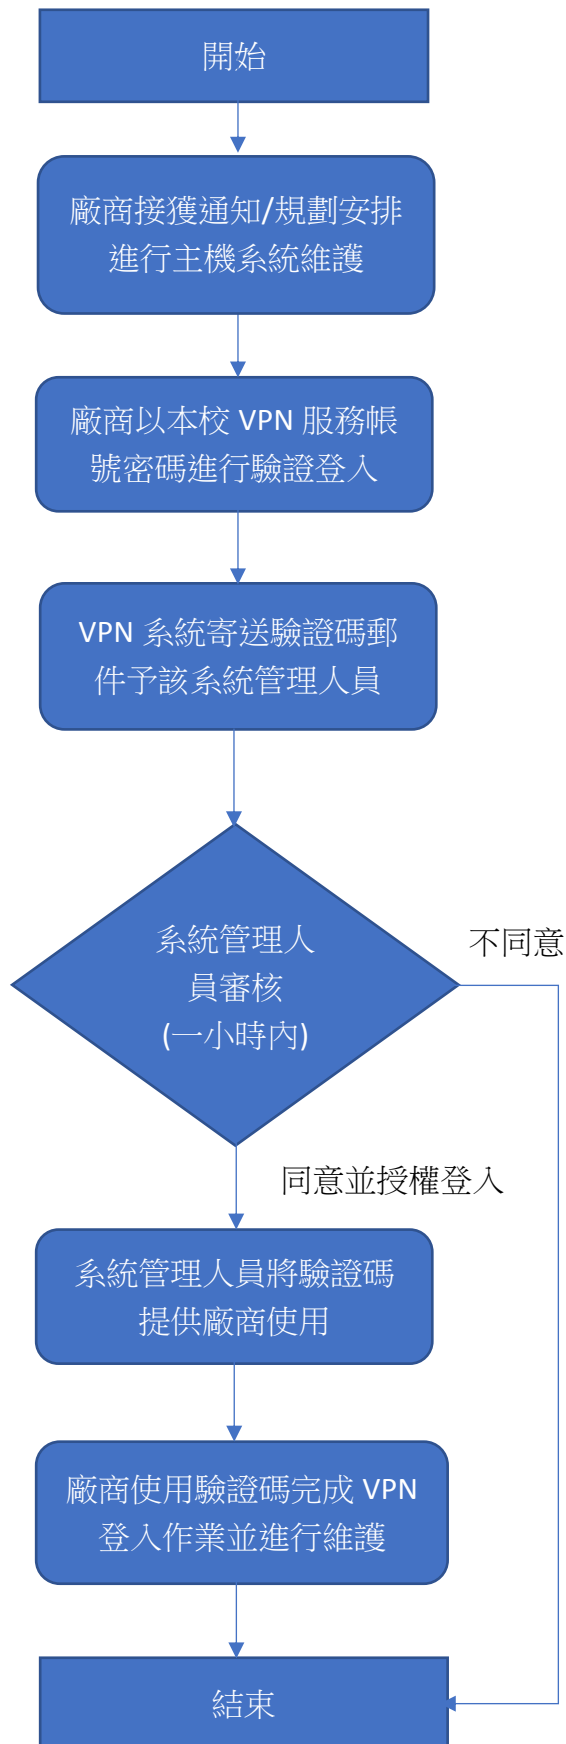 開始
廠商接獲通知/規劃安排
進行主機系統維護
廠商以本校 VPN 服務帳
號密碼進行驗證登入
VPN 系統寄送驗證碼郵
件予該系統管理人員
系統管理人
員審核
(一小時內)
不同意
同意並授權登入
系統管理人員將驗證碼
提供廠商使用
廠商使用驗證碼完成 VPN
登入作業並進行維護
結束